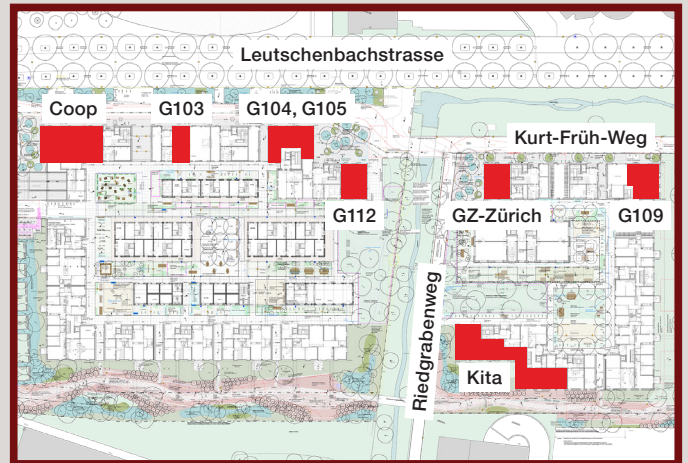 Leutschenbachstrasse
Coop
G103
G104, G105
Kurt-Früh-Weg
G112
GZ-Zürich
G109
Riedgrabenweg
Kita